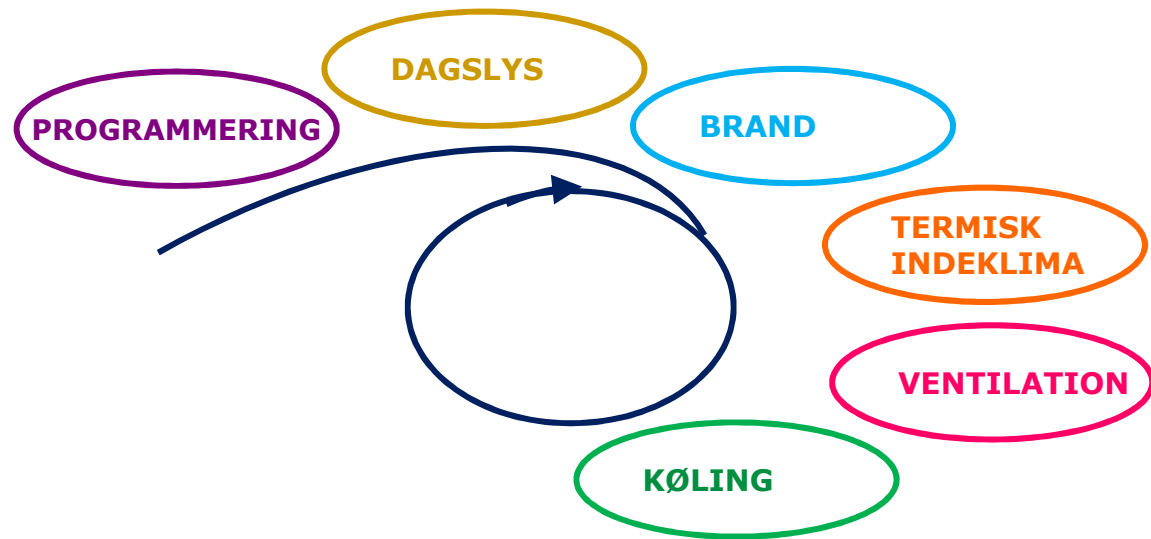 PROGRAMMERING
DAGSLYS
BRAND
TERMISK
INDEKLIMA
VENTILATION
KØLING